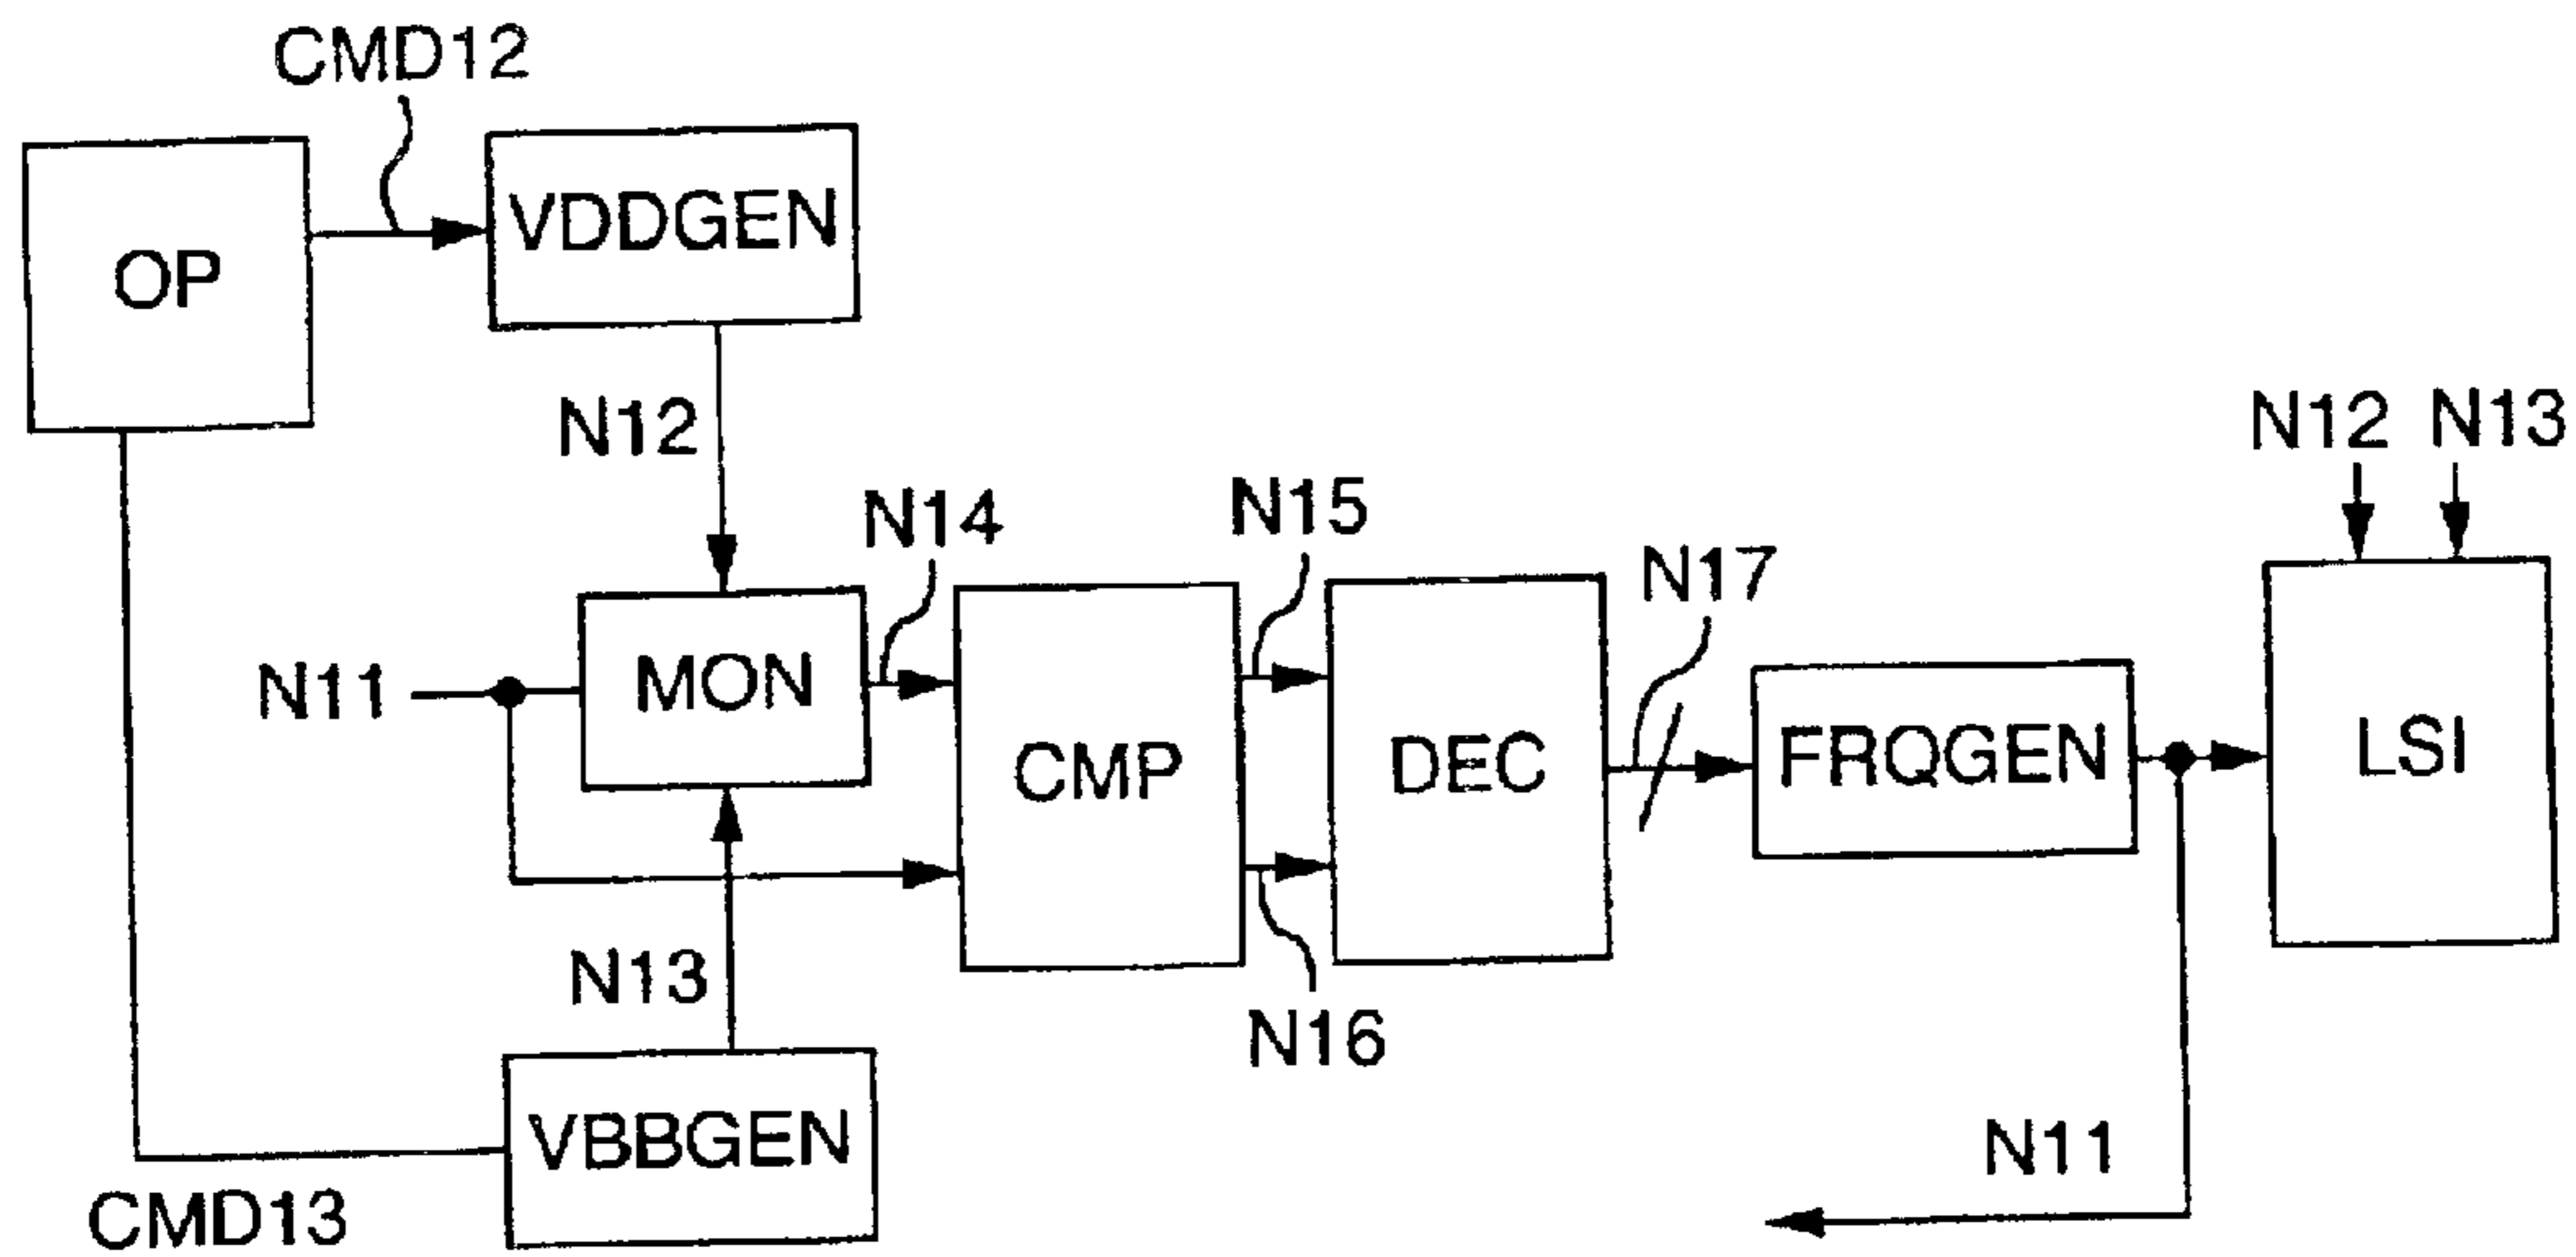 CMD12
OP
VDDGEN
N12
N12 N13
N14
N15
N17
N11
MON
CMP
DEC
FRQGEN
LSI
N13
N16
VBBGEN
N11
CMD13